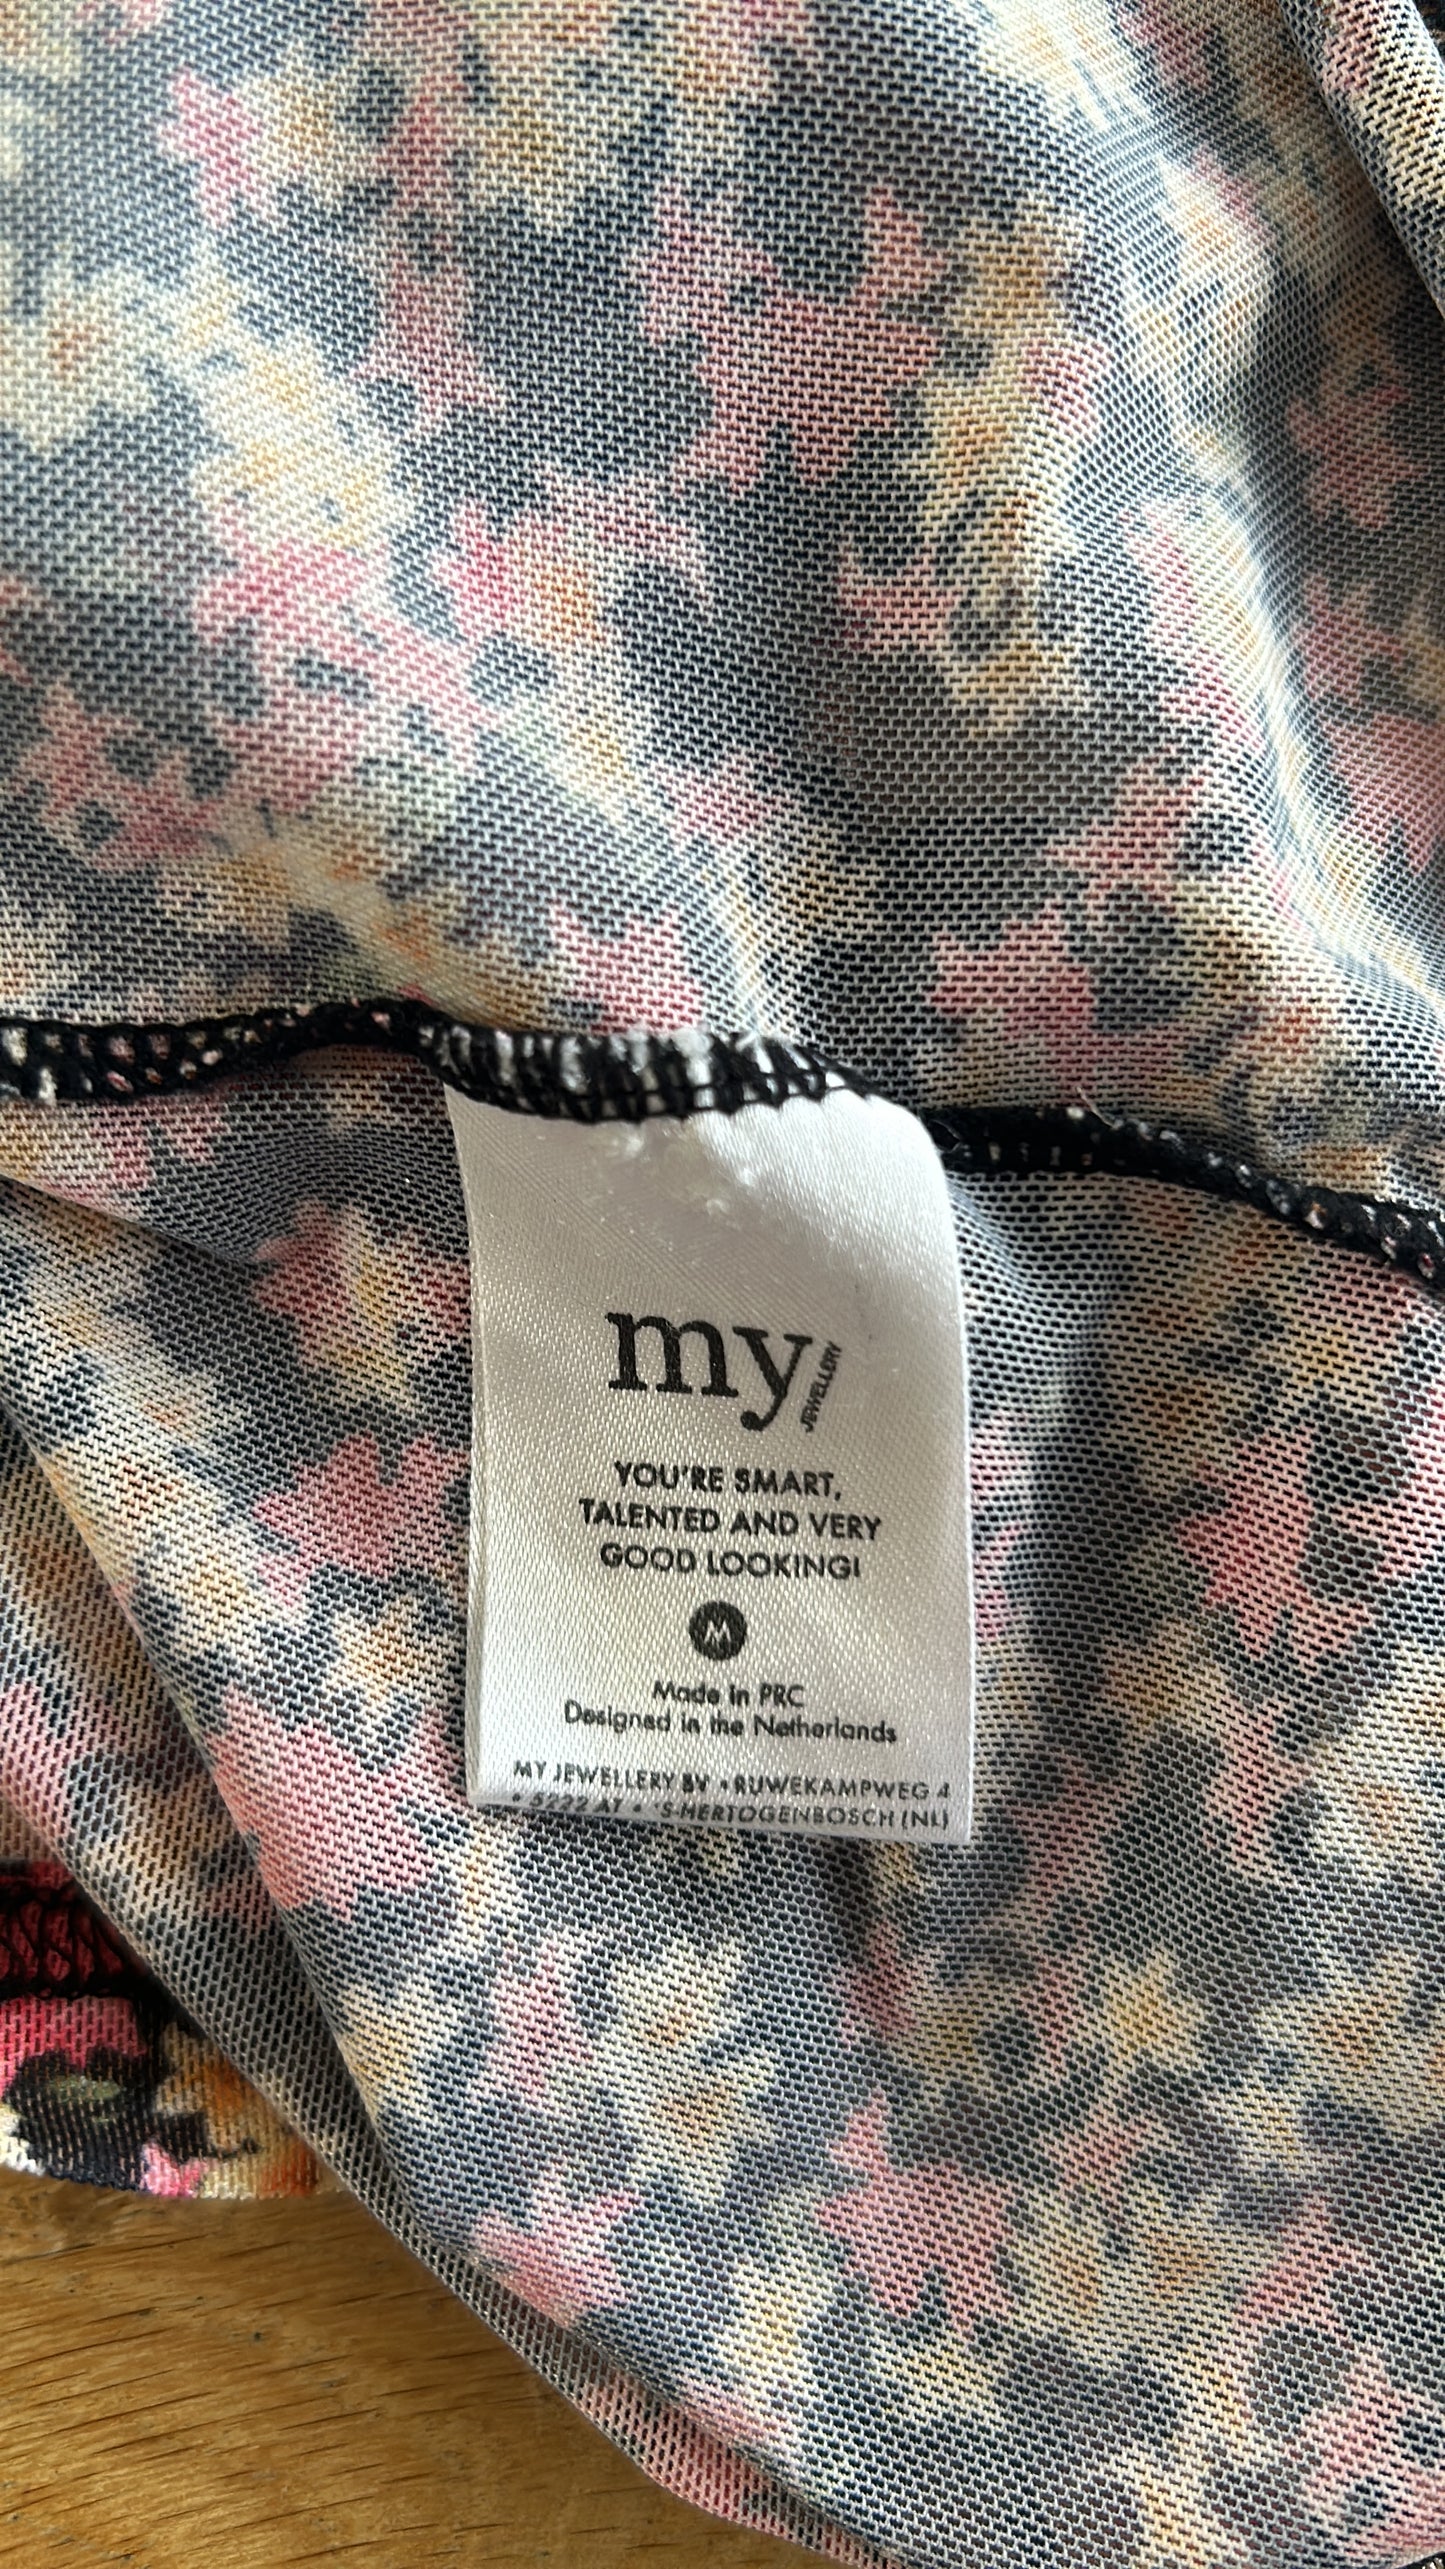 my JEWELLERY
YOU'RE SMART,
TALENTED AND VERY
GOOD LOOKING!
M
Made in PRC
Designed in the Netherlands
MY JEWELLERY BV • RUWEKAMPWEG 4
• 5222 AT • 'S-HERTOGENBOSCH (NL)